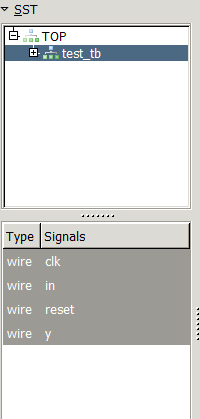 SST
TOP
test_tb
Type Signals
wire clk
wire in
wire reset
wire y